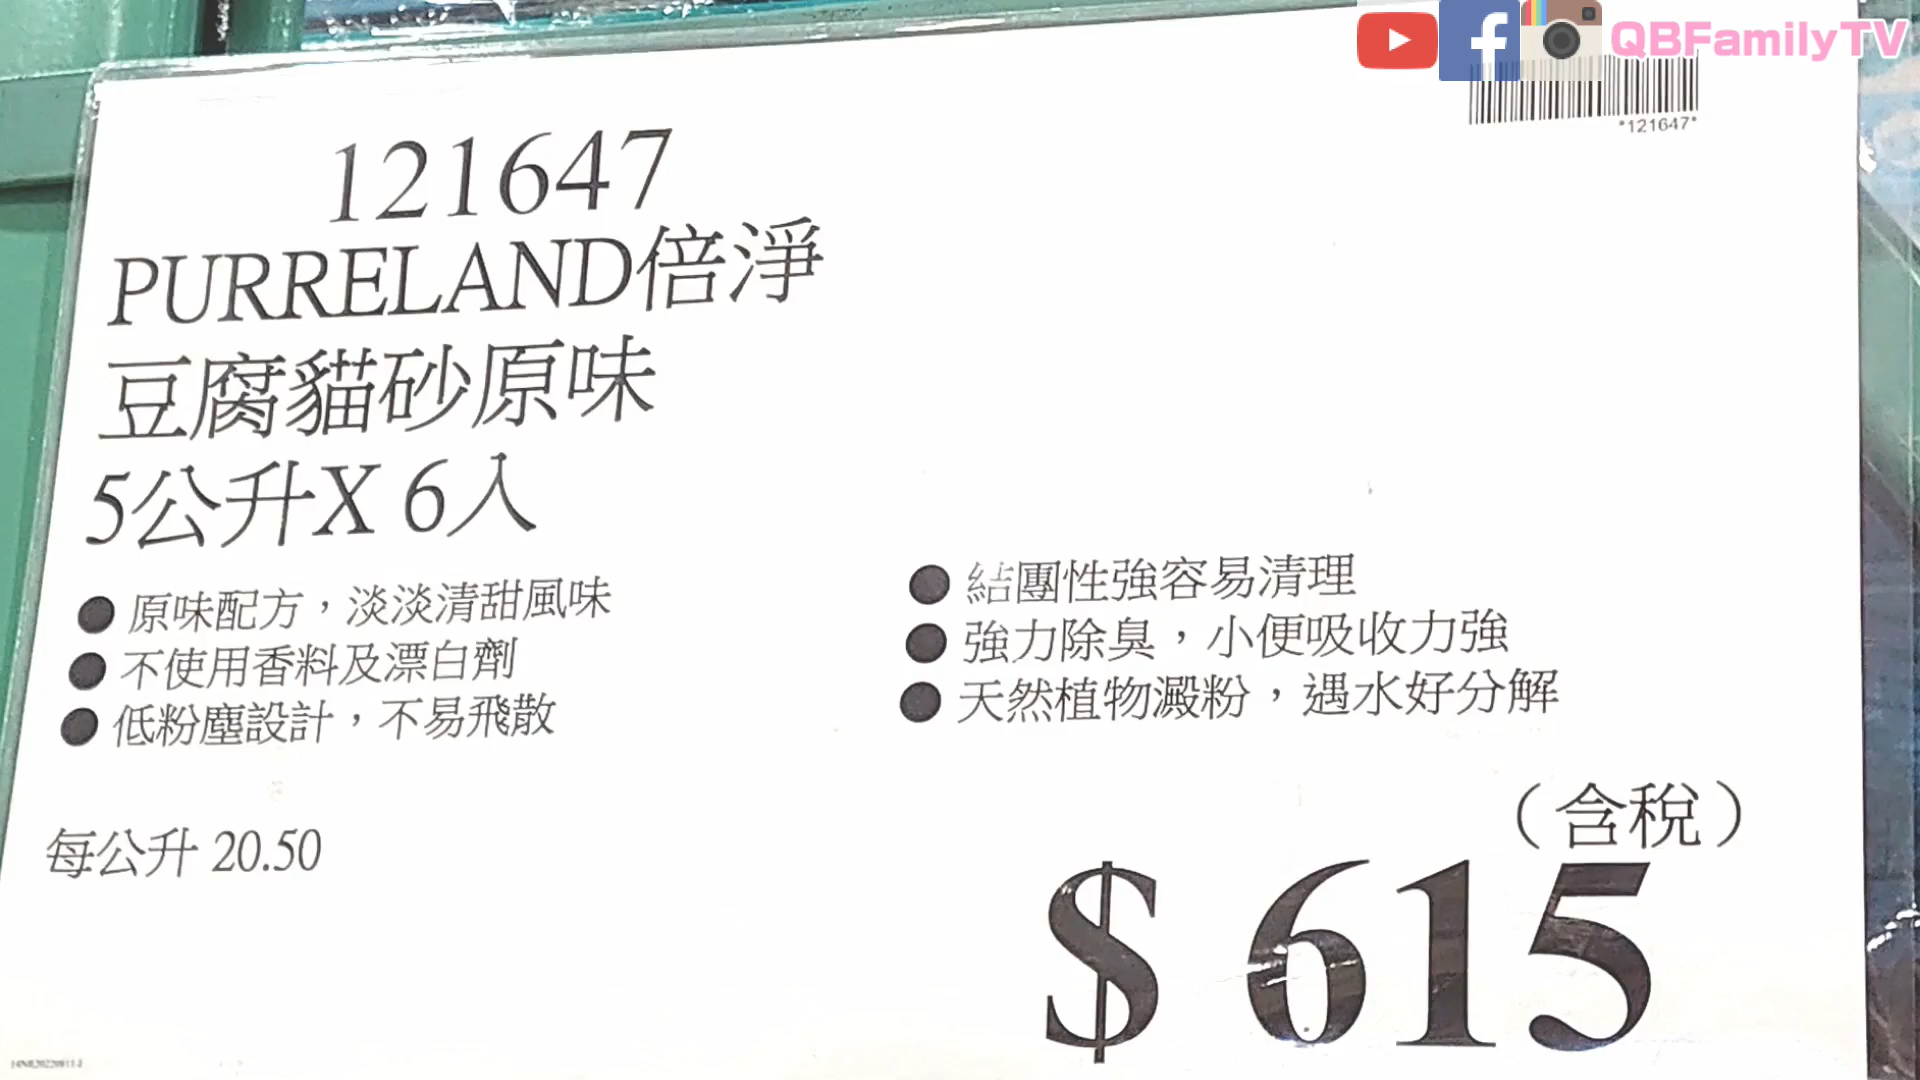 QBFamilyTV
*121647*
121647
PURRELAND倍淨
豆腐貓砂原味
5公升X 6入
● 原味配方，淡淡清甜風味
● 不使用香料及漂白劑
● 低粉塵設計，不易飛散
● 結團性強容易清理
● 強力除臭，小便吸收力強
● 天然植物澱粉，遇水好分解
每公升 20.50
（含稅）
$ 615